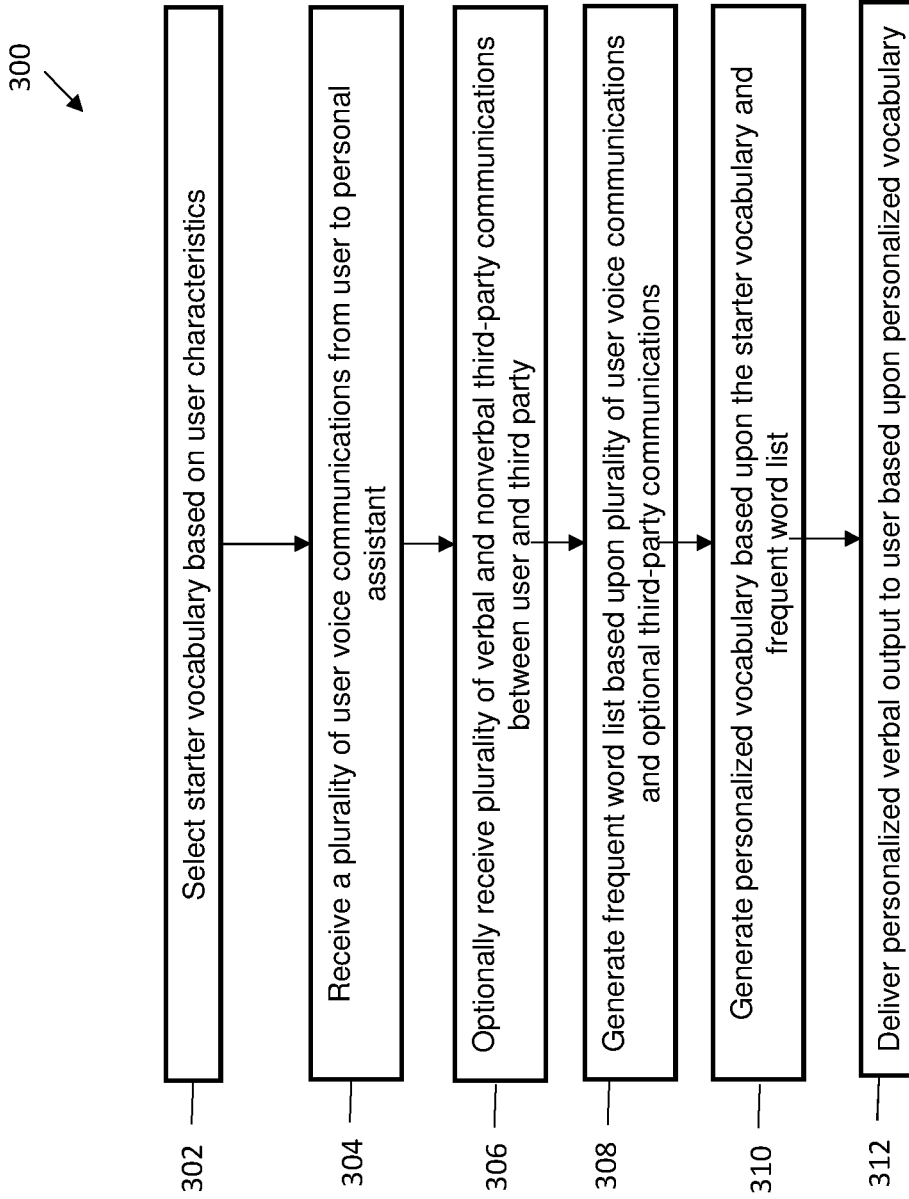 300
302
Select starter vocabulary based on user characteristics
304
Receive a plurality of user voice communications from user to personal
assistant
306
Optionally receive plurality of verbal and nonverbal third-party communications
between user and third party
308
Generate frequent word list based upon plurality of user voice communications
and optional third-party communications
310
Generate personalized vocabulary based upon the starter vocabulary and
frequent word list
312
Deliver personalized verbal output to user based upon personalized vocabulary